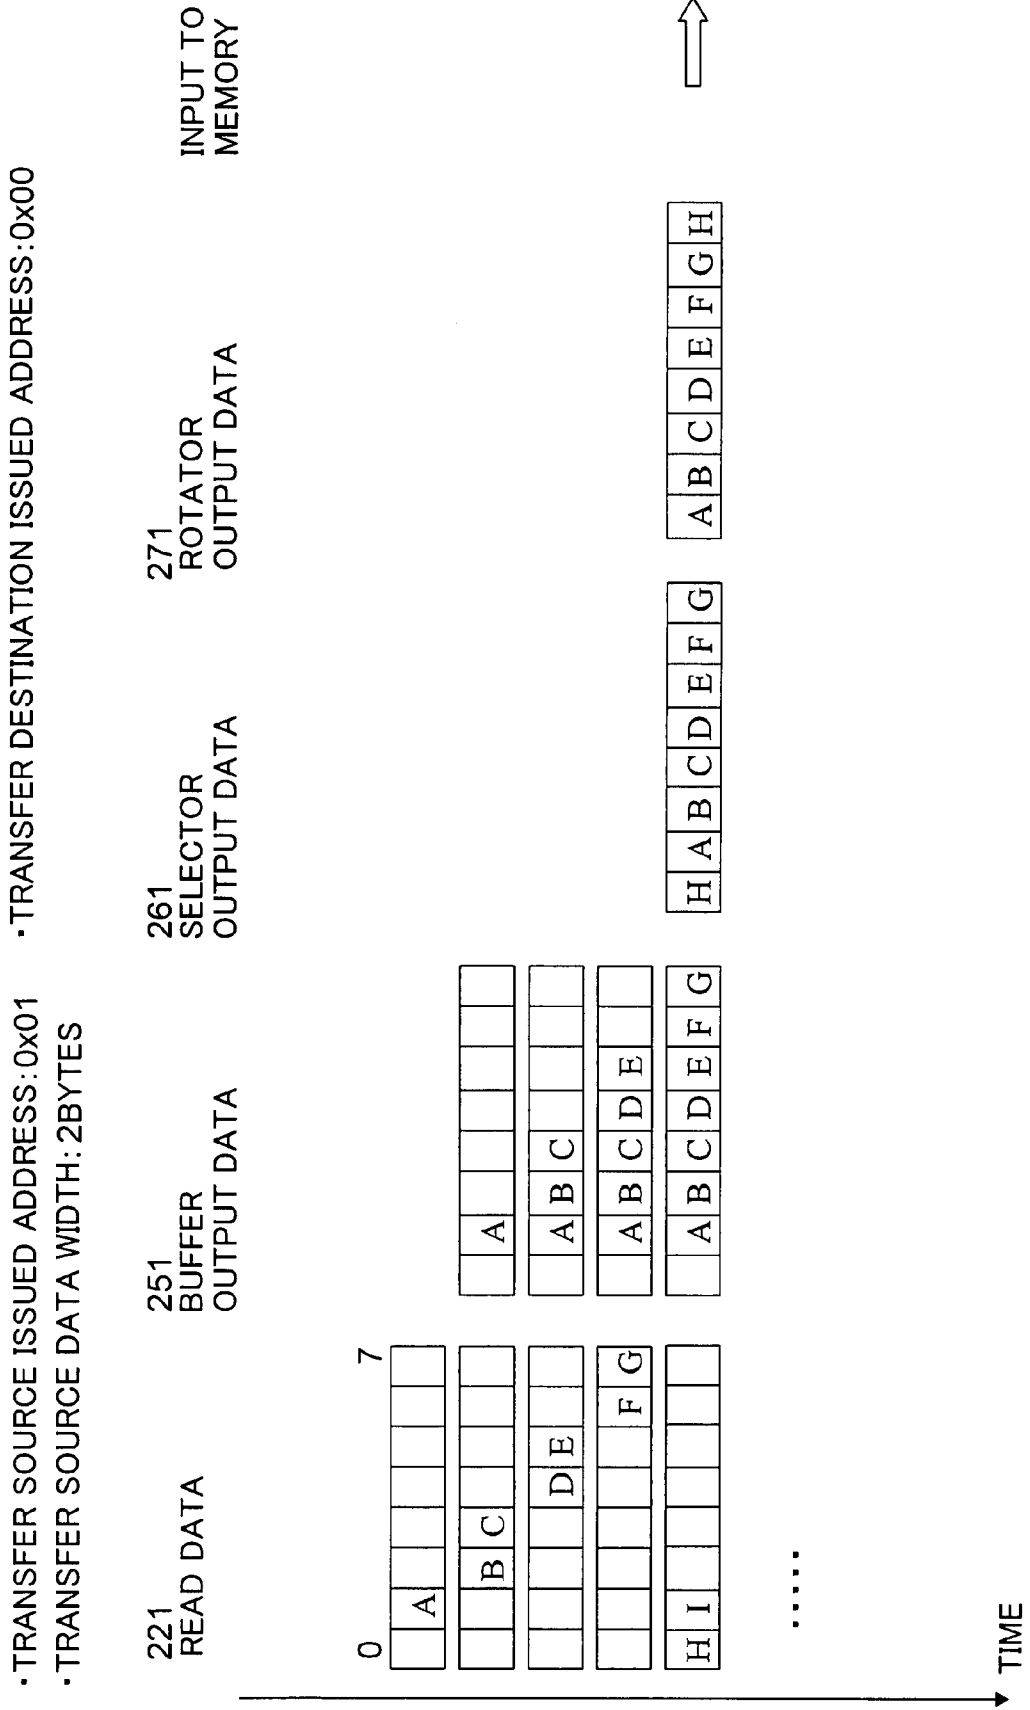 ·TRANSFER SOURCE ISSUED ADDRESS:0x01 ·TRANSFER DESTINATION ISSUED ADDRESS:0x00
·TRANSFER SOURCE DATA WIDTH:2BYTES
221
READ DATA
251
BUFFER
OUTPUT DATA
261
SELECTOR
OUTPUT DATA
271
ROTATOR
OUTPUT DATA
INPUT TO
MEMORY
0 7
A
B C A
D E A B C
F G A B C D E
H I A B C D E F G H A B C D E F G A B C D E F G H
.....
TIME